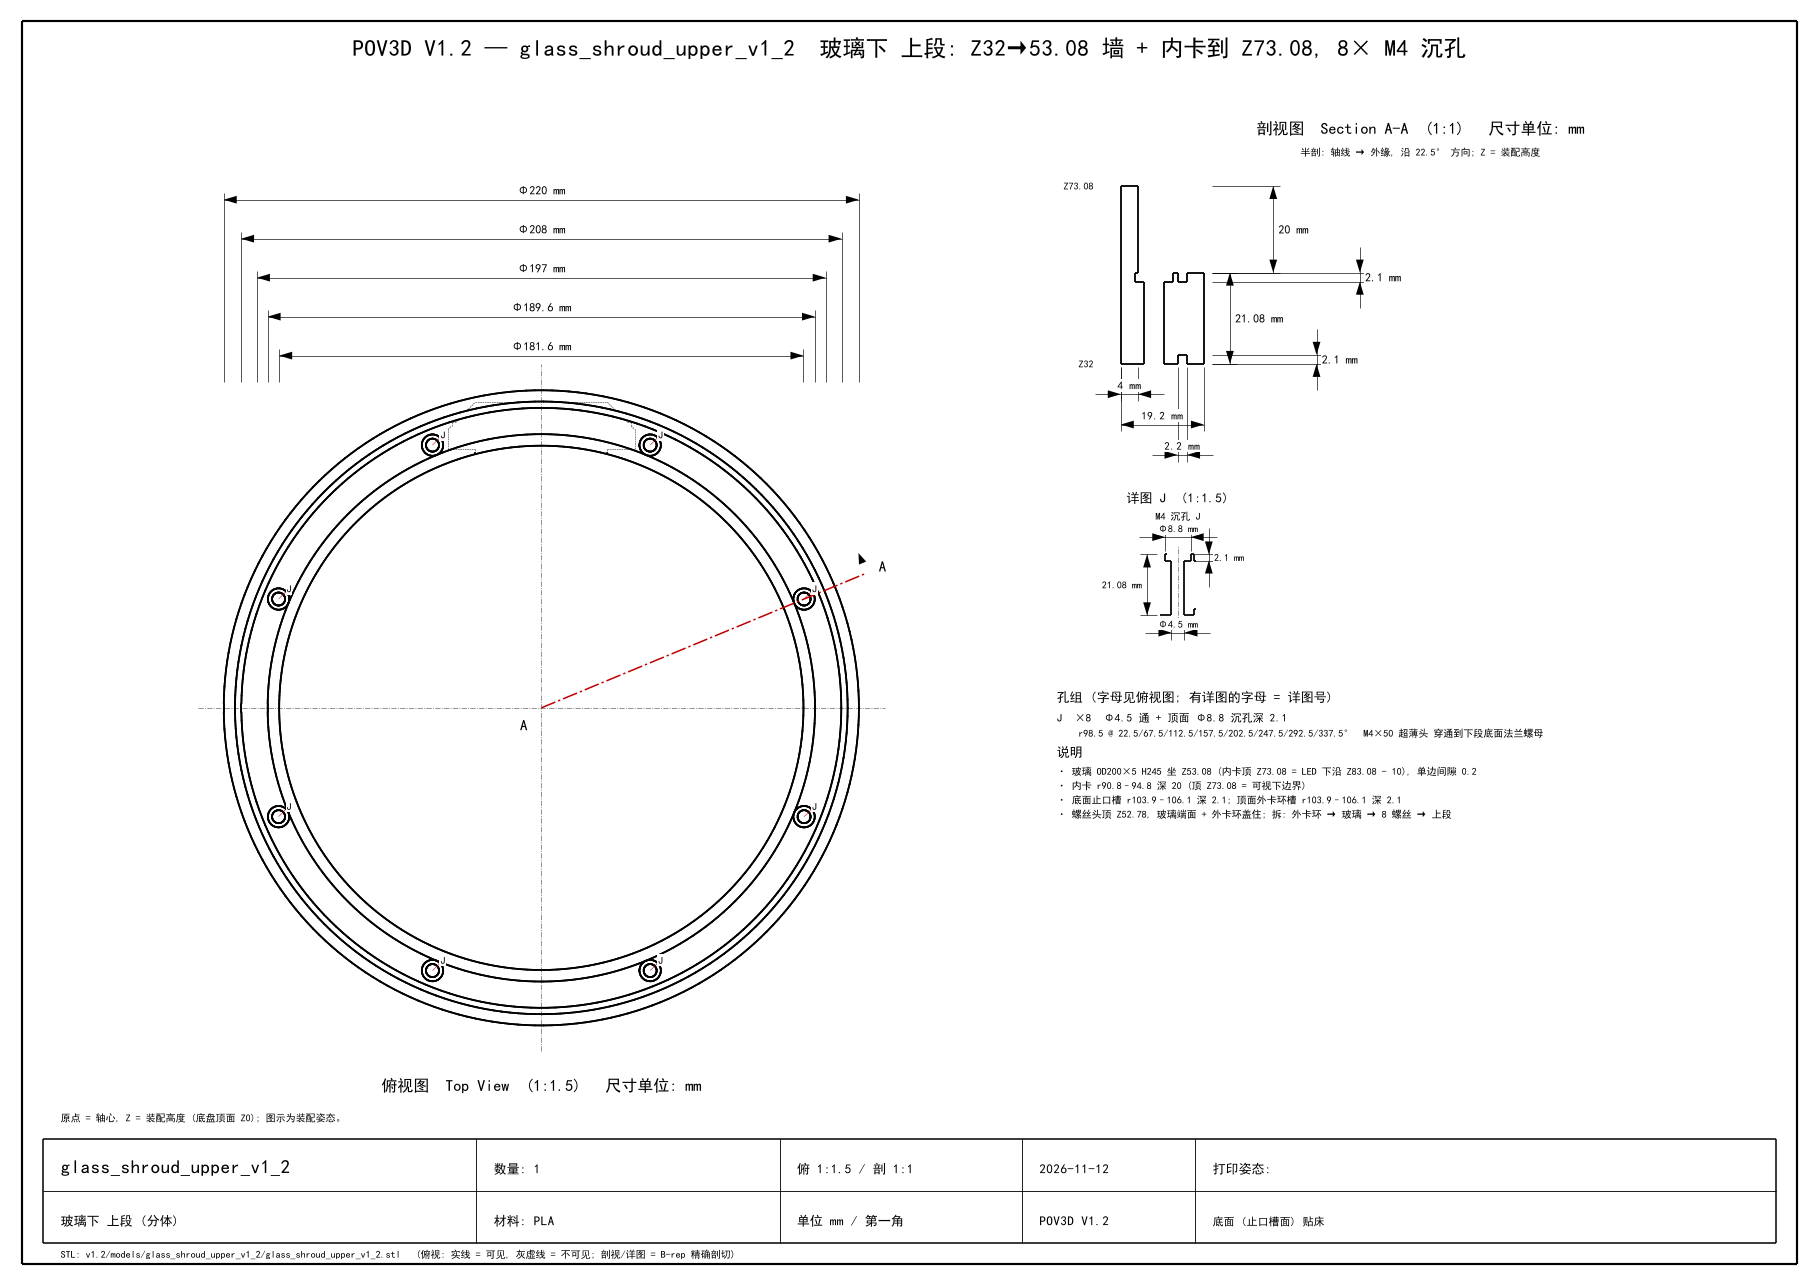 POV3D V1.2 — glass_shroud_upper_v1_2  玻璃下 上段: Z32→53.08 墙 + 内卡到 Z73.08, 8× M4 沉孔
剖视图  Section A-A  (1:1)   尺寸单位: mm
半剖: 轴线 → 外缘, 沿 22.5° 方向; Z = 装配高度
Φ220 mm
Φ208 mm
Φ197 mm
Φ189.6 mm
Φ181.6 mm
Z73.08
20 mm
2.1 mm
21.08 mm
2.1 mm
Z32
4 mm
19.2 mm
2.2 mm
J
J
J
J
J
J
J
J
A
A
详图 J  (1:1.5)
M4 沉孔 J
Φ8.8 mm
2.1 mm
21.08 mm
Φ4.5 mm
孔组 (字母见俯视图; 有详图的字母 = 详图号)
J  ×8  Φ4.5 通 + 顶面 Φ8.8 沉孔深 2.1
r98.5 @ 22.5/67.5/112.5/157.5/202.5/247.5/292.5/337.5°  M4×50 超薄头 穿通到下段底面法兰螺母
说明
· 玻璃 OD200×5 H245 坐 Z53.08 (内卡顶 Z73.08 = LED 下沿 Z83.08 - 10), 单边间隙 0.2
· 内卡 r90.8–94.8 深 20 (顶 Z73.08 = 可视下边界)
· 底面止口槽 r103.9–106.1 深 2.1; 顶面外卡环槽 r103.9–106.1 深 2.1
· 螺丝头顶 Z52.78, 玻璃端面 + 外卡环盖住; 拆: 外卡环 → 玻璃 → 8 螺丝 → 上段
俯视图  Top View  (1:1.5)   尺寸单位: mm
原点 = 轴心, Z = 装配高度 (底盘顶面 Z0); 图示为装配姿态。
glass_shroud_upper_v1_2
数量: 1
俯 1:1.5 / 剖 1:1
2026-11-12
打印姿态:
玻璃下 上段 (分体)
材料: PLA
单位 mm / 第一角
POV3D V1.2
底面 (止口槽面) 贴床
STL: v1.2/models/glass_shroud_upper_v1_2/glass_shroud_upper_v1_2.stl   (俯视: 实线 = 可见, 灰虚线 = 不可见; 剖视/详图 = B-rep 精确剖切)